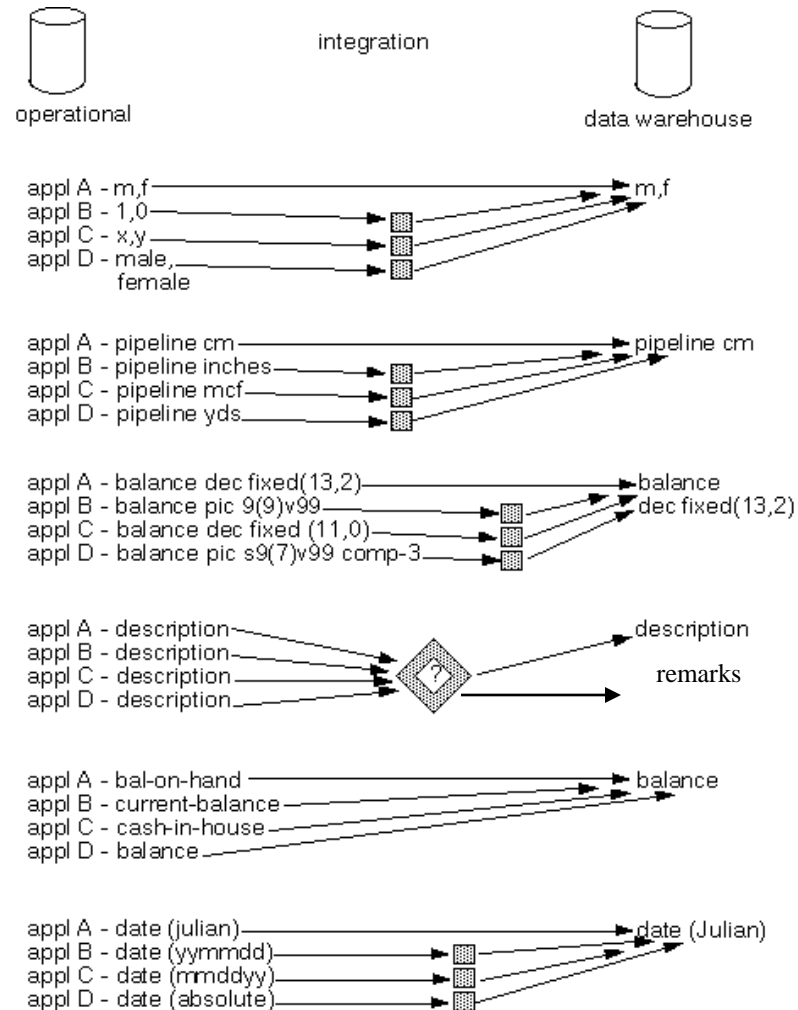 integration
operational
data warehouse
appl A - m,f
m,f
appl B - 1,0
appl C - x,y
appl D - male,
female
appl A - pipeline cm
pipeline cm
appl B - pipeline inches
appl C - pipeline mcf
appl D - pipeline yds
appl A - balance dec fixed(13,2)
balance
appl B - balance pic 9(9)v99
dec fixed(13,2)
appl C - balance dec fixed (11,0)
appl D - balance pic s9(7)v99 comp-3
appl A - description
description
appl B - description
appl C - description
?
remarks
appl D - description
appl A - bal-on-hand
balance
appl B - current-balance
appl C - cash-in-house
appl D - balance
appl A - date (julian)
date (Julian)
appl B - date (yymmdd)
appl C - date (mmddyy)
appl D - date (absolute)